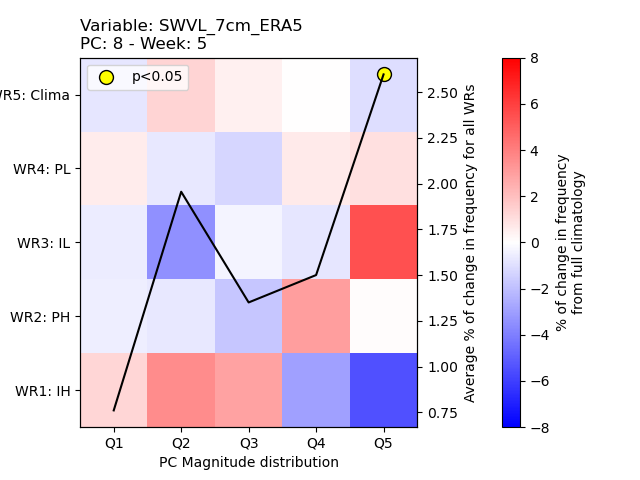 Variable: SWVL_7cm_ERA5
PC: 8 - Week: 5
p<0.05
WR5: Clima
WR4: PL
WR3: IL
WR2: PH
WR1: IH
Q1 Q2 Q3 Q4 Q5
PC Magnitude distribution
2.50
2.25
2.00
1.75
1.50
1.25
1.00
0.75
Average % of change in frequency for all WRs
8
6
4
2
0
−2
−4
−6
−8
% of change in frequency
from full climatology